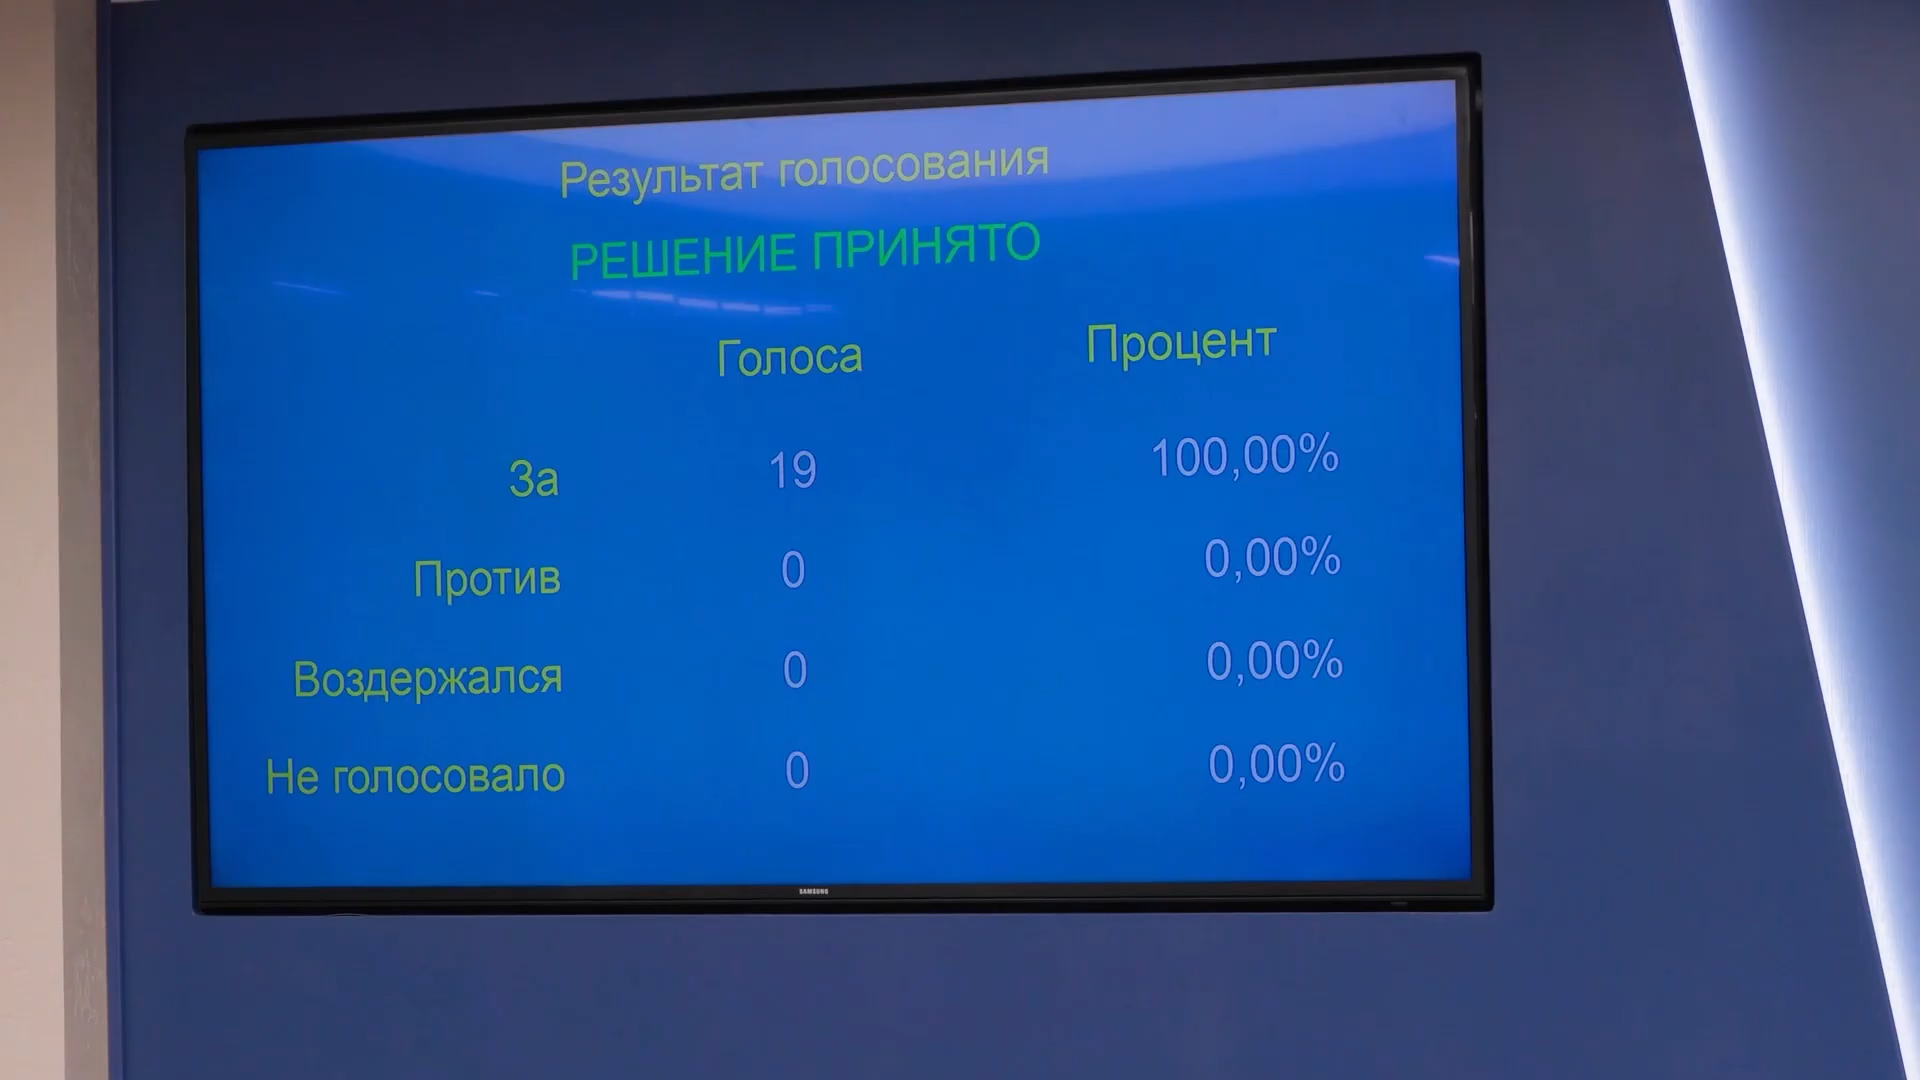 Результат голосования
РЕШЕНИЕ ПРИНЯТО
Голоса Процент
За 19 100,00%
Против 0 0,00%
Воздержался 0 0,00%
Не голосовало 0 0,00%
SAMSUNG